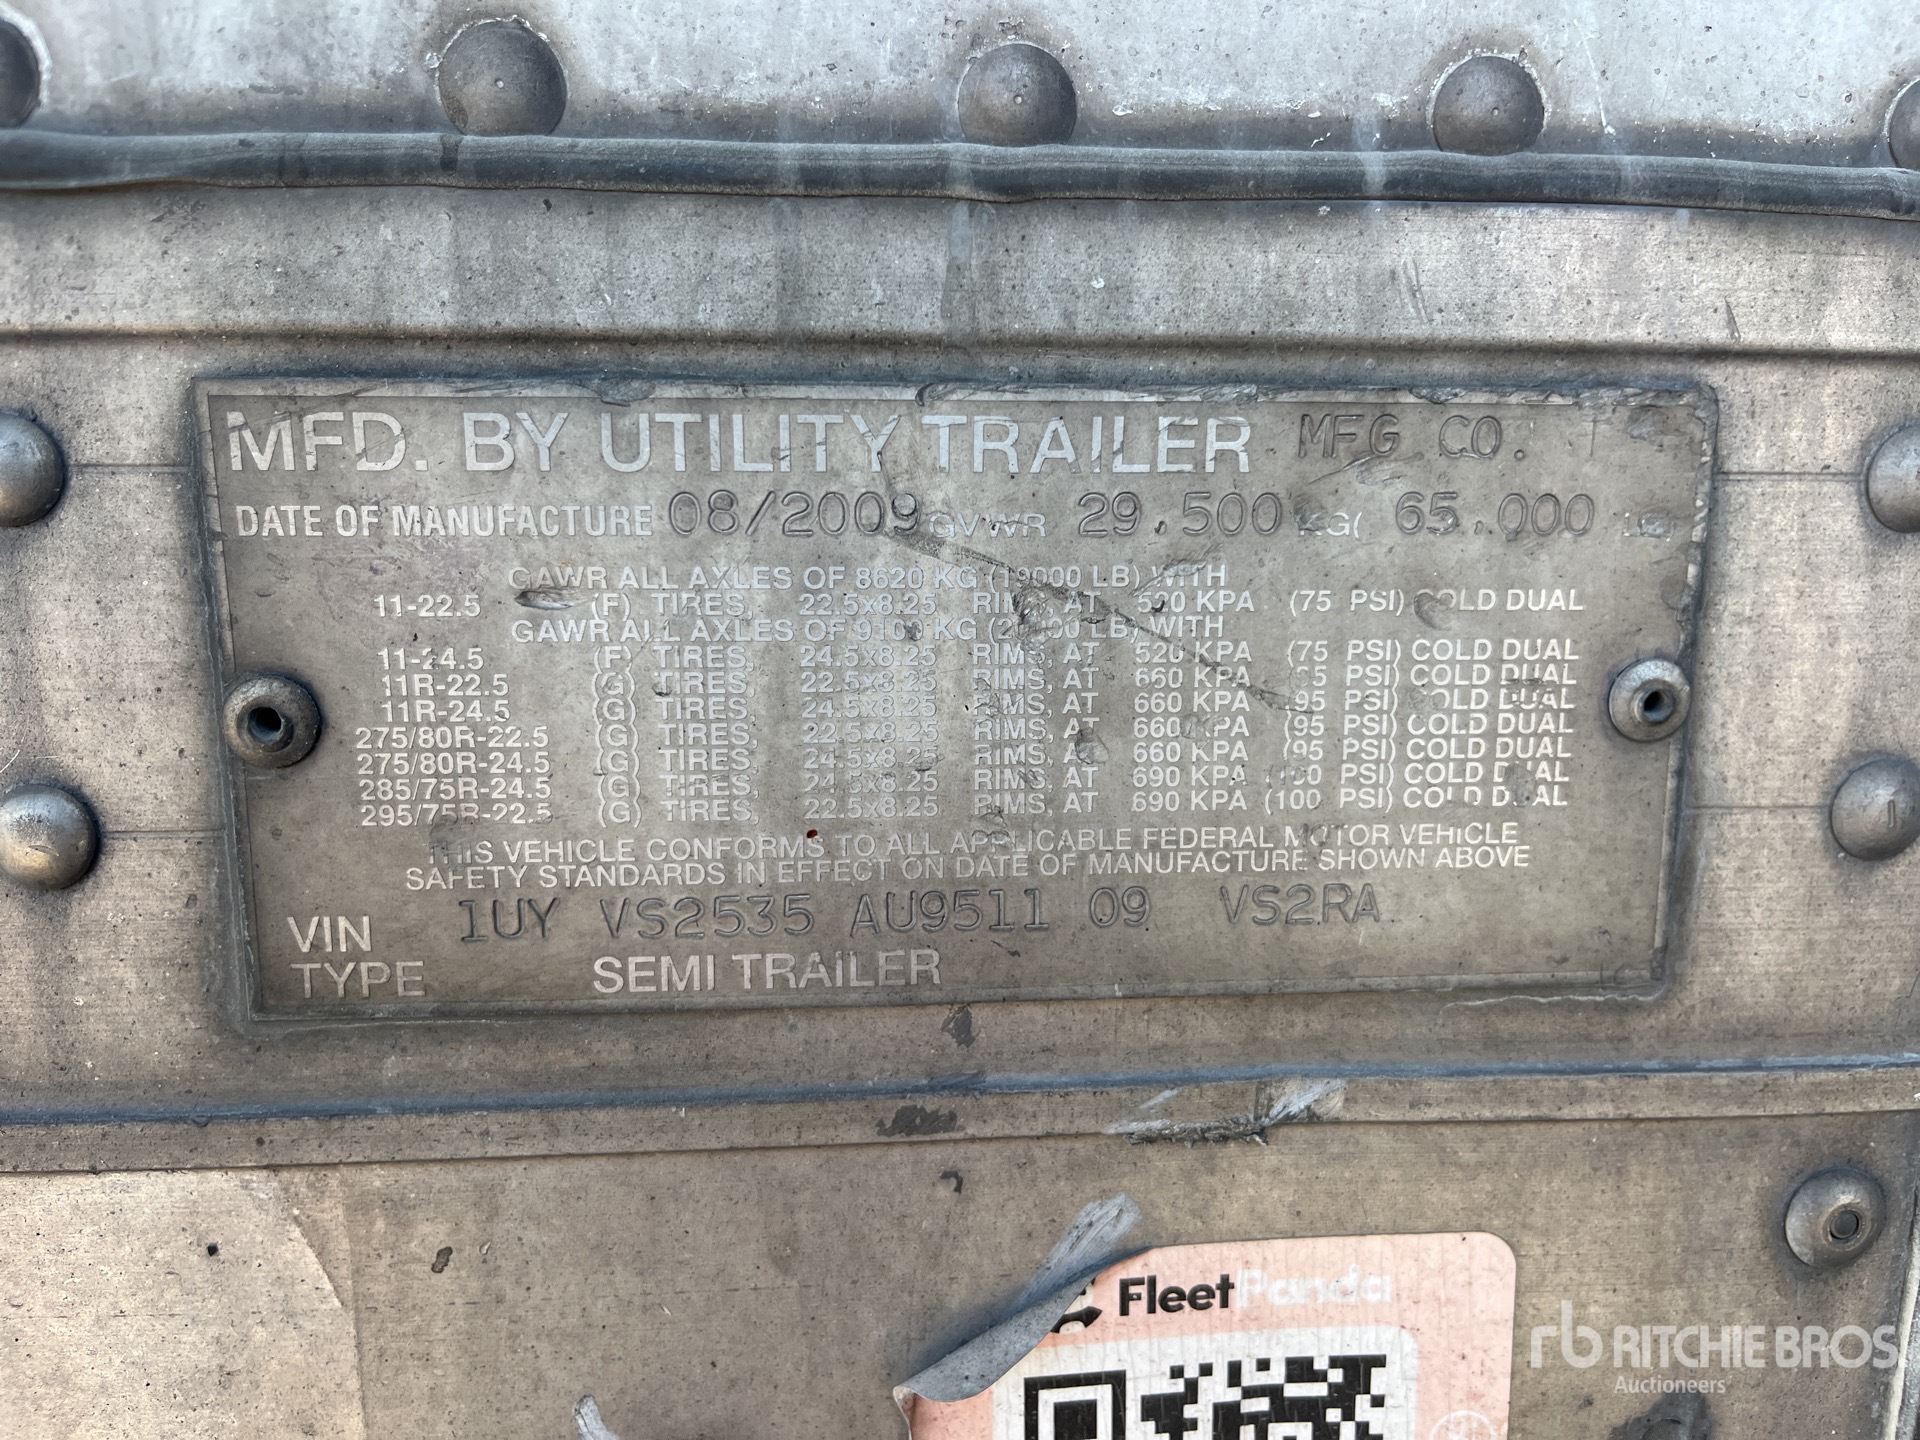 MFD. BY UTILITY TRAILER MFG CO.
DATE OF MANUFACTURE 08/2009 GVWR 29.500 KG( 65.000
GAWR ALL AXLES OF 8620 KG (19000 LB) WITH
11-22.5 (F) TIRES, 22.5x8.25 RIMS, AT 520 KPA (75 PSI) COLD DUAL
GAWR ALL AXLES OF 9100 KG LB) WITH
11-24.5 (F) TIRES, 24.5x8.25 RIMS, AT 520 KPA (75 PSI) COLD DUAL
11R-22.5 (G) TIRES, 22.5x8.25 RIMS, AT 660 KPA (95 PSI) COLD DUAL
11R-24.5 (G) TIRES, 24.5x8.25 RIMS, AT 660 KPA (95 PSI) COLD DUAL
275/80R-22.5 (G) TIRES, 22.5x8.25 RIMS, AT 660 KPA (95 PSI) COLD DUAL
275/80R-24.5 (G) TIRES, 24.5x8.25 RIMS, AT 660 KPA (95 PSI) COLD DUAL
285/75R-24.5 (G) TIRES, 24.5x8.25 RIMS, AT 690 KPA (100 PSI) COLD DUAL
295/75R-22.5 (G) TIRES, 22.5x8.25 RIMS, AT 690 KPA (100 PSI) COLD DUAL
THIS VEHICLE CONFORMS TO ALL APPLICABLE FEDERAL MOTOR VEHICLE
SAFETY STANDARDS IN EFFECT ON DATE OF MANUFACTURE SHOWN ABOVE
VIN 1UY VS2535 AU9511 09 VS2RA
TYPE SEMI TRAILER
FleetPanda
rb RITCHIE BROS.
Auctioneers